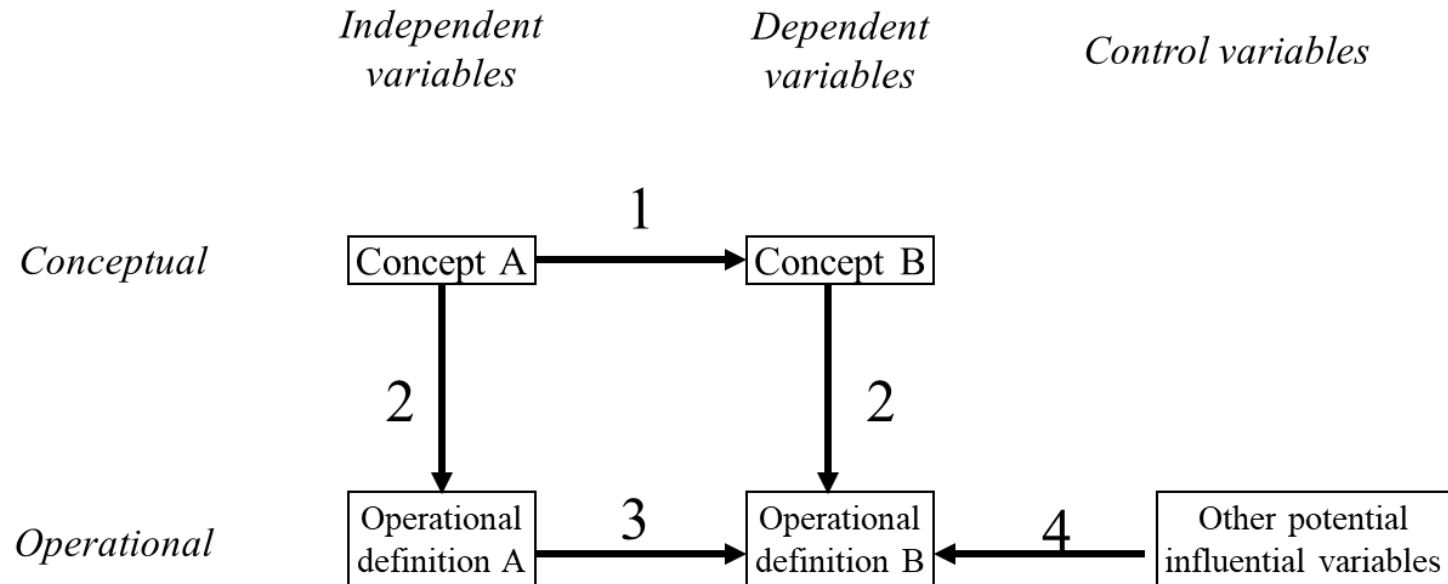 Independent
variables
Dependent
variables
Control variables
1
Conceptual
Concept A
Concept B
2
2
Operational
Operational
definition A
3
Operational
definition B
4
Other potential
influential variables